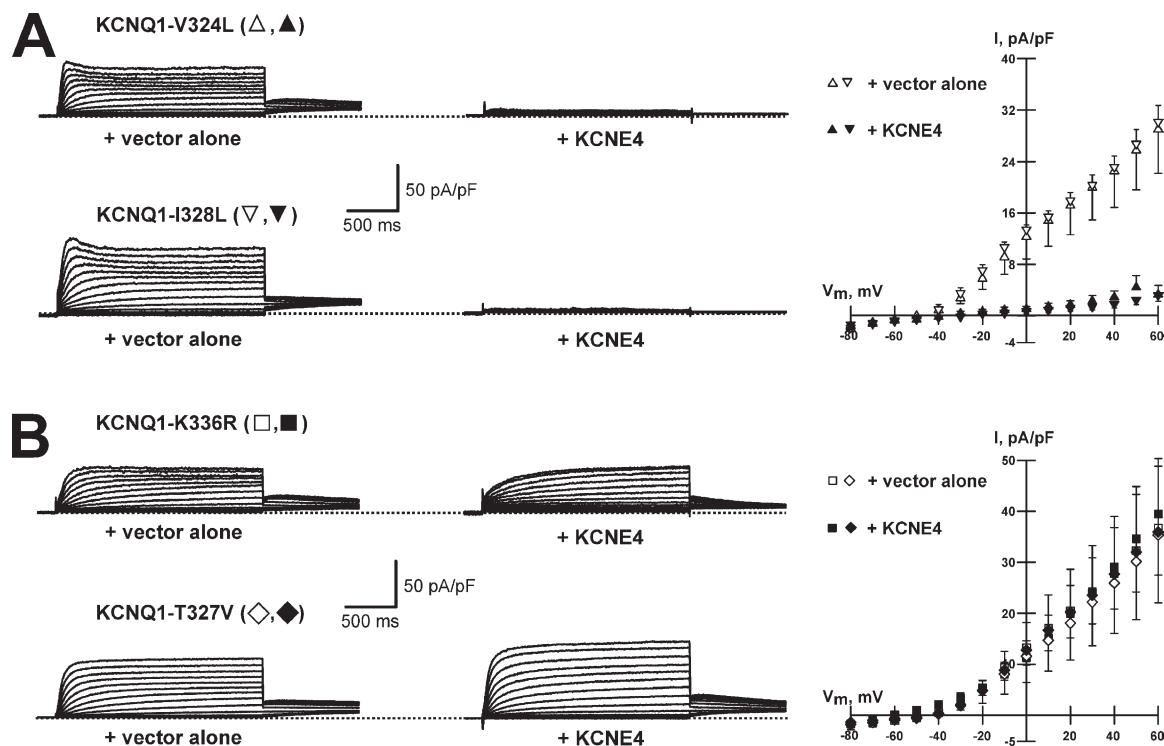 A
KCNQ1-V324L (△,▲)
+ vector alone
+ KCNE4
50 pA/pF
500 ms
KCNQ1-I328L (▽,▼)
+ vector alone
+ KCNE4
I, pA/pF
40
32
24
16
8
-4
△ ▽ + vector alone
▲ ▼ + KCNE4
Vm, mV
-80 -60 -40 -20 20 40 60
B
KCNQ1-K336R (□,■)
+ vector alone
+ KCNE4
50 pA/pF
500 ms
KCNQ1-T327V (◇,◆)
+ vector alone
+ KCNE4
I, pA/pF
50
40
30
20
10
-5
□ ◇ + vector alone
■ ◆ + KCNE4
Vm, mV
-80 -60 -40 -20 20 40 60